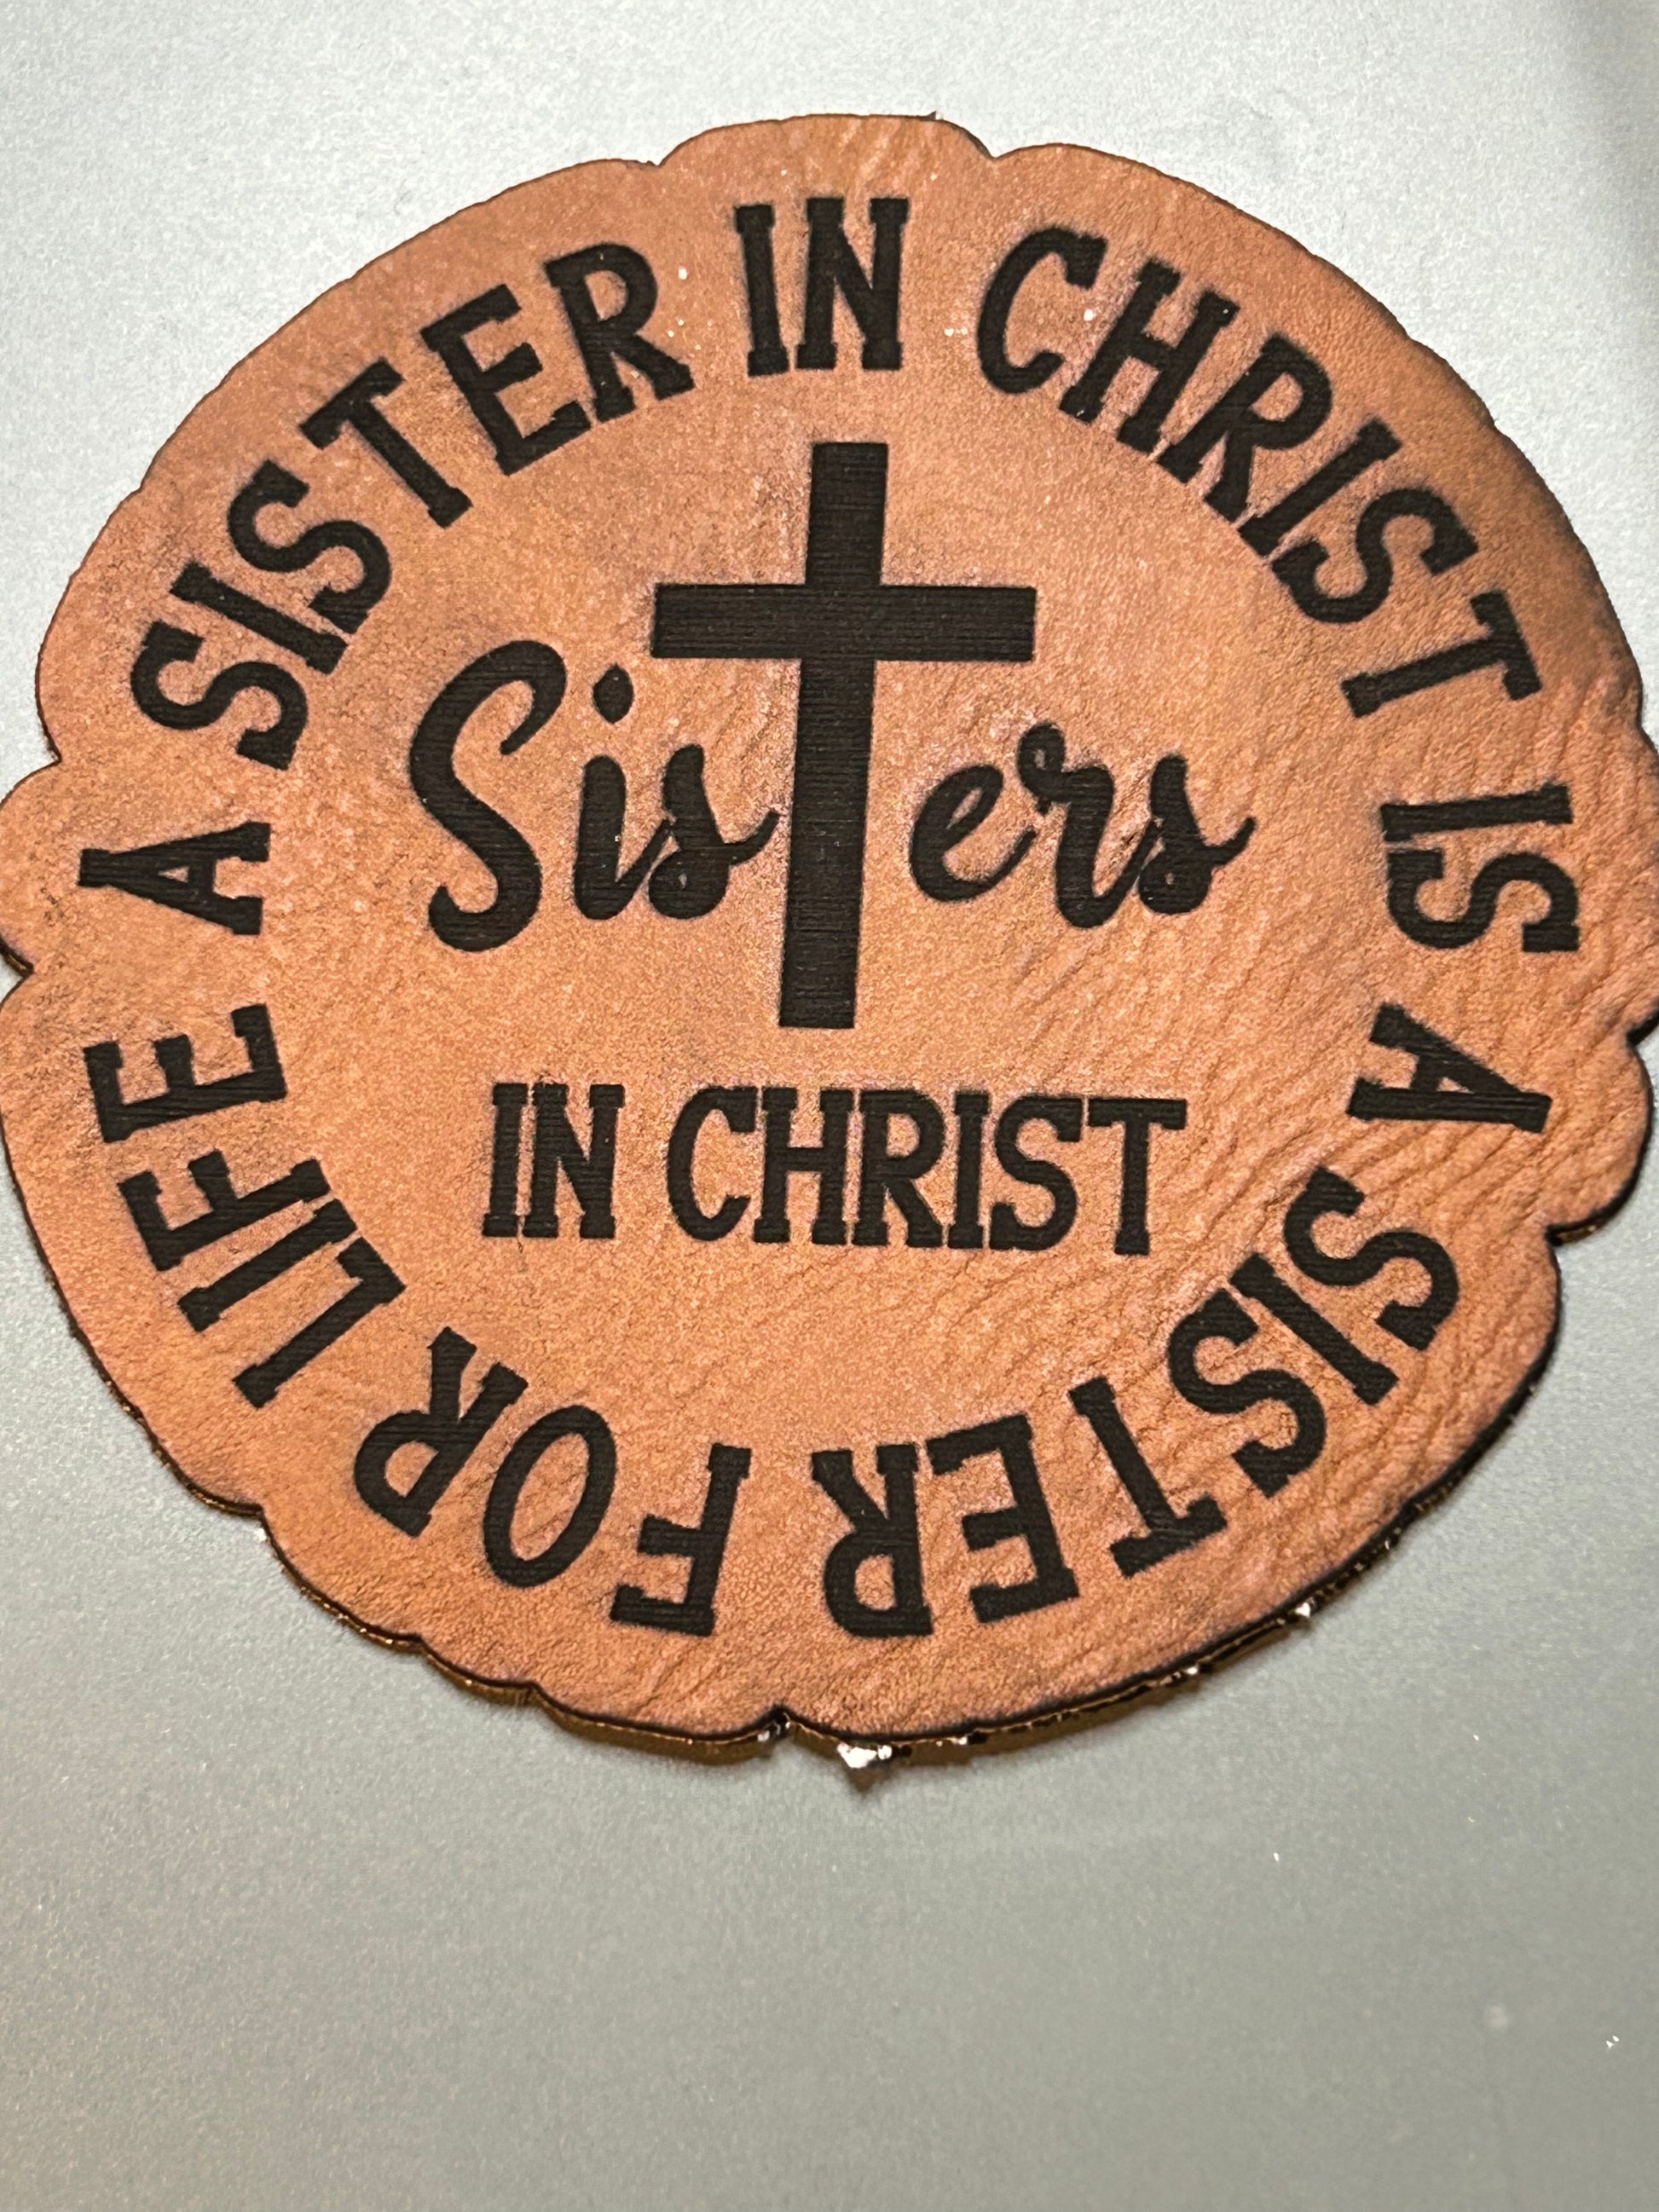 A SISTER IN CHRIST IS A SISTER FOR LIFE
Sisters
IN CHRIST